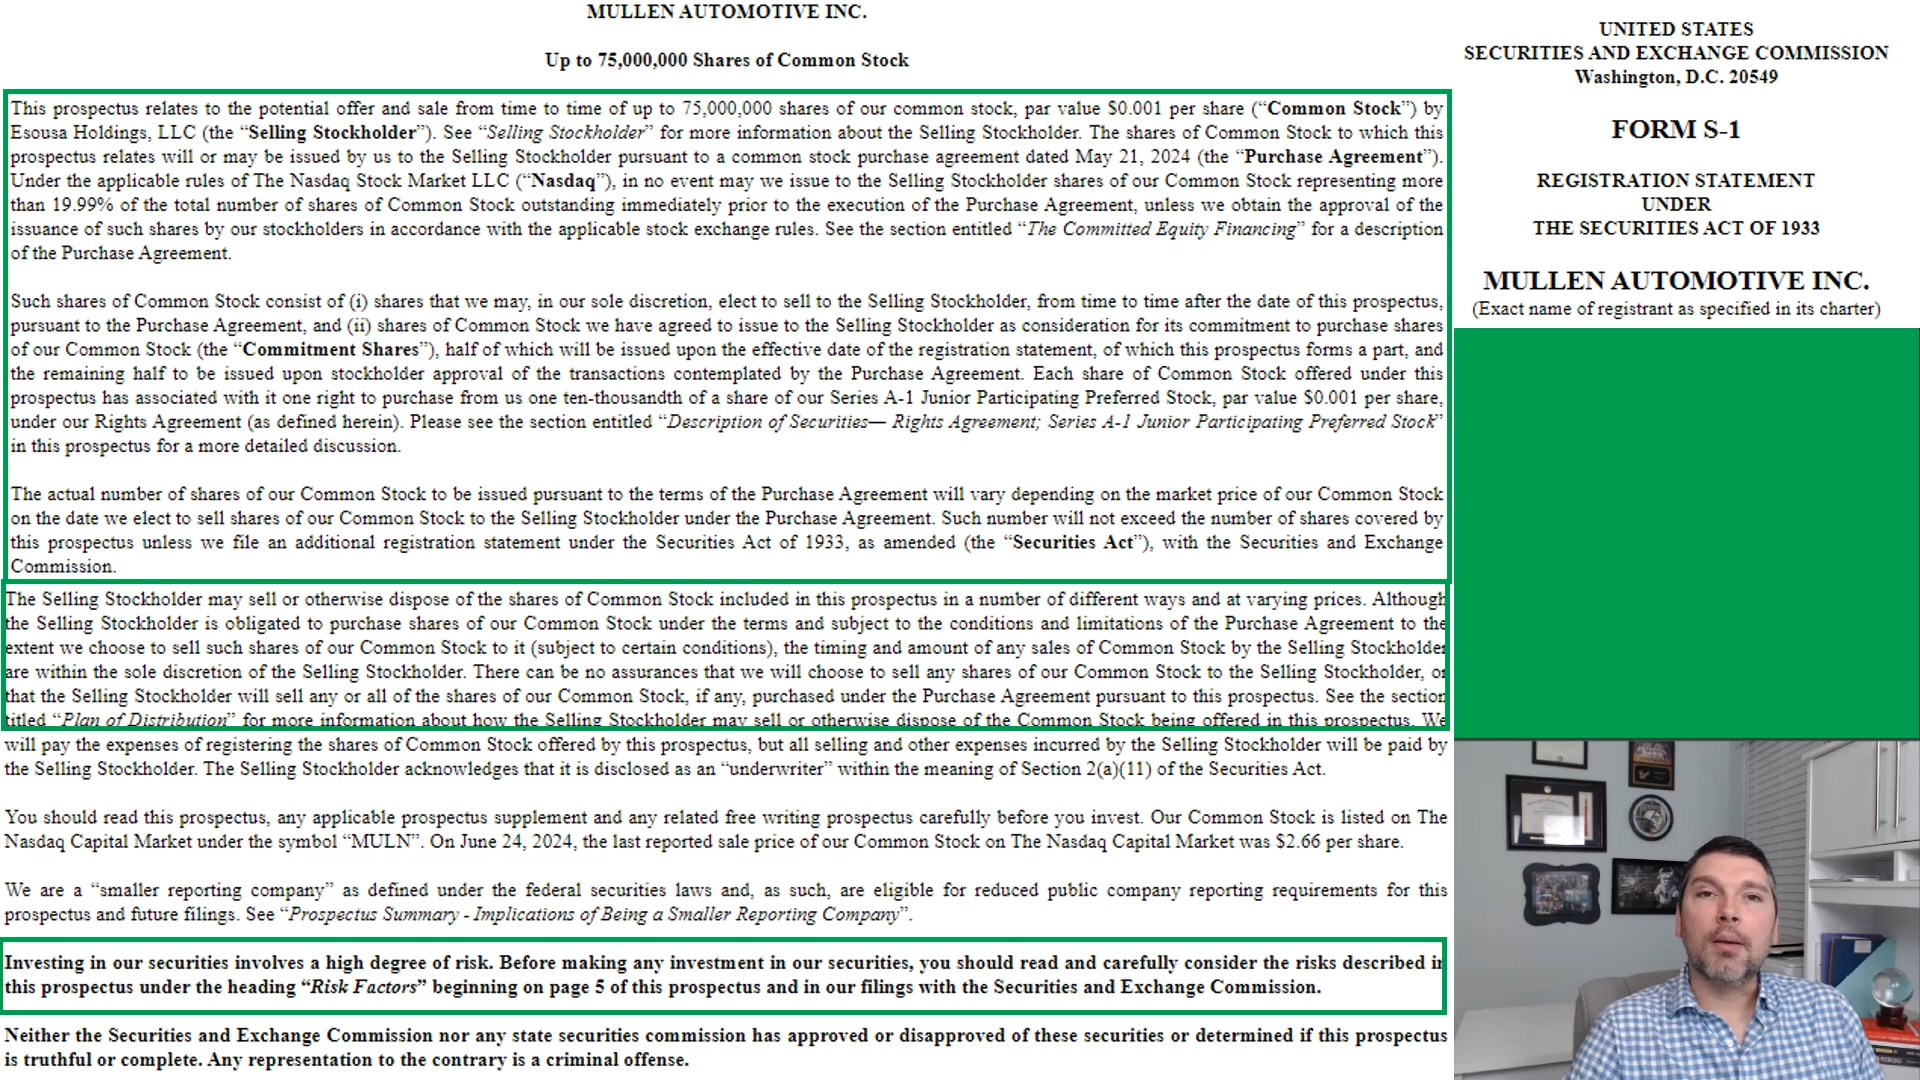 MULLEN AUTOMOTIVE INC.
Up to 75,000,000 Shares of Common Stock
This prospectus relates to the potential offer and sale from time to time of up to 75,000,000 shares of our common stock, par value $0.001 per share (“Common Stock”) by
Esousa Holdings, LLC (the “Selling Stockholder”). See “Selling Stockholder” for more information about the Selling Stockholder. The shares of Common Stock to which this
prospectus relates will or may be issued by us to the Selling Stockholder pursuant to a common stock purchase agreement dated May 21, 2024 (the “Purchase Agreement”).
Under the applicable rules of The Nasdaq Stock Market LLC (“Nasdaq”), in no event may we issue to the Selling Stockholder shares of our Common Stock representing more
than 19.99% of the total number of shares of Common Stock outstanding immediately prior to the execution of the Purchase Agreement, unless we obtain the approval of the
issuance of such shares by our stockholders in accordance with the applicable stock exchange rules. See the section entitled “The Committed Equity Financing” for a description
of the Purchase Agreement.
Such shares of Common Stock consist of (i) shares that we may, in our sole discretion, elect to sell to the Selling Stockholder, from time to time after the date of this prospectus,
pursuant to the Purchase Agreement, and (ii) shares of Common Stock we have agreed to issue to the Selling Stockholder as consideration for its commitment to purchase shares
of our Common Stock (the “Commitment Shares”), half of which will be issued upon the effective date of the registration statement, of which this prospectus forms a part, and
the remaining half to be issued upon stockholder approval of the transactions contemplated by the Purchase Agreement. Each share of Common Stock offered under this
prospectus has associated with it one right to purchase from us one ten-thousandth of a share of our Series A-1 Junior Participating Preferred Stock, par value $0.001 per share,
under our Rights Agreement (as defined herein). Please see the section entitled “Description of Securities— Rights Agreement; Series A-1 Junior Participating Preferred Stock”
in this prospectus for a more detailed discussion.
The actual number of shares of our Common Stock to be issued pursuant to the terms of the Purchase Agreement will vary depending on the market price of our Common Stock
on the date we elect to sell shares of our Common Stock to the Selling Stockholder under the Purchase Agreement. Such number will not exceed the number of shares covered by
this prospectus unless we file an additional registration statement under the Securities Act of 1933, as amended (the “Securities Act”), with the Securities and Exchange
Commission.
The Selling Stockholder may sell or otherwise dispose of the shares of Common Stock included in this prospectus in a number of different ways and at varying prices. Although
the Selling Stockholder is obligated to purchase shares of our Common Stock under the terms and subject to the conditions and limitations of the Purchase Agreement to the
extent we choose to sell such shares of our Common Stock to it (subject to certain conditions), the timing and amount of any sales of Common Stock by the Selling Stockholder
are within the sole discretion of the Selling Stockholder. There can be no assurances that we will choose to sell any shares of our Common Stock to the Selling Stockholder, or
that the Selling Stockholder will sell any or all of the shares of our Common Stock, if any, purchased under the Purchase Agreement pursuant to this prospectus. See the section
titled “Plan of Distribution” for more information about how the Selling Stockholder may sell or otherwise dispose of the Common Stock being offered in this prospectus. We
will pay the expenses of registering the shares of Common Stock offered by this prospectus, but all selling and other expenses incurred by the Selling Stockholder will be paid by
the Selling Stockholder. The Selling Stockholder acknowledges that it is disclosed as an “underwriter” within the meaning of Section 2(a)(11) of the Securities Act.
You should read this prospectus, any applicable prospectus supplement and any related free writing prospectus carefully before you invest. Our Common Stock is listed on The
Nasdaq Capital Market under the symbol “MULN”. On June 24, 2024, the last reported sale price of our Common Stock on The Nasdaq Capital Market was $2.66 per share.
We are a “smaller reporting company” as defined under the federal securities laws and, as such, are eligible for reduced public company reporting requirements for this
prospectus and future filings. See “Prospectus Summary - Implications of Being a Smaller Reporting Company”.
Investing in our securities involves a high degree of risk. Before making any investment in our securities, you should read and carefully consider the risks described in
this prospectus under the heading “Risk Factors” beginning on page 5 of this prospectus and in our filings with the Securities and Exchange Commission.
Neither the Securities and Exchange Commission nor any state securities commission has approved or disapproved of these securities or determined if this prospectus
is truthful or complete. Any representation to the contrary is a criminal offense.
UNITED STATES
SECURITIES AND EXCHANGE COMMISSION
Washington, D.C. 20549
FORM S-1
REGISTRATION STATEMENT
UNDER
THE SECURITIES ACT OF 1933
MULLEN AUTOMOTIVE INC.
(Exact name of registrant as specified in its charter)